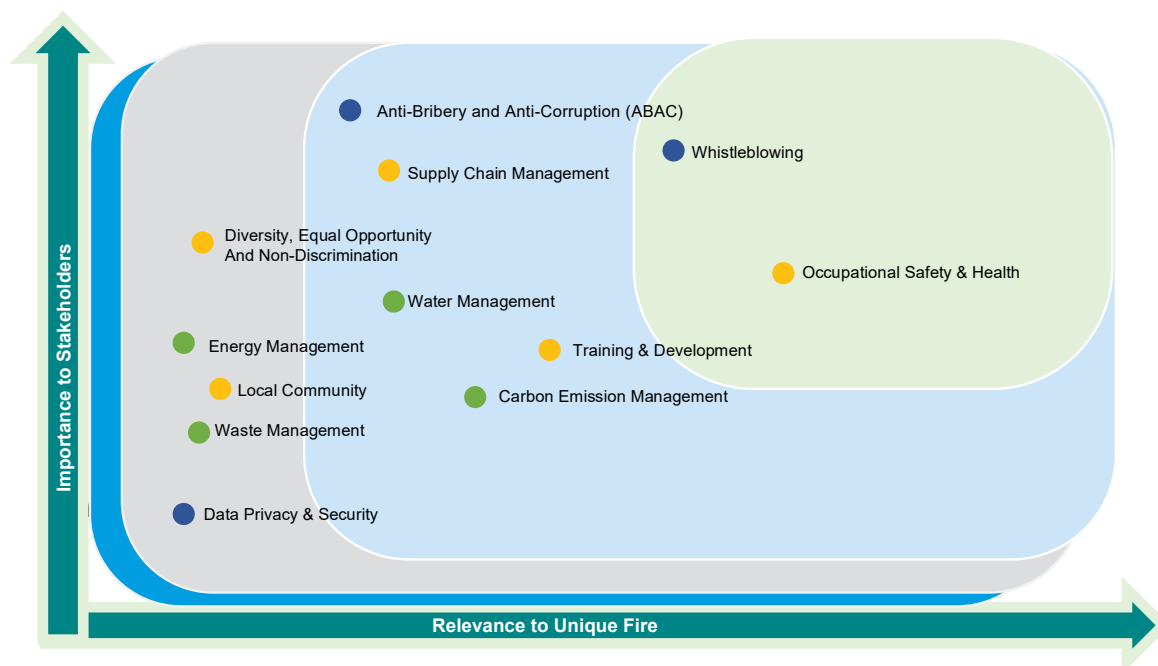 Importance to Stakeholders
Anti-Bribery and Anti-Corruption (ABAC)
Whistleblowing
Supply Chain Management
Diversity, Equal Opportunity
And Non-Discrimination
Occupational Safety & Health
Water Management
Energy Management
Training & Development
Local Community
Carbon Emission Management
Waste Management
Data Privacy & Security
Relevance to Unique Fire